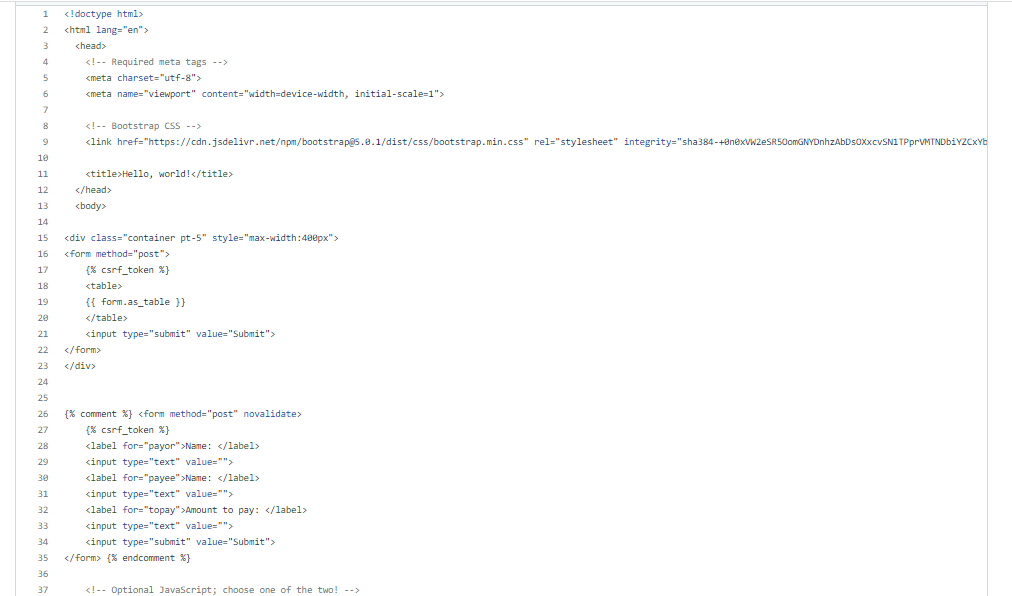 1 <!doctype html>
2 <html lang="en">
3 <head>
4 <!-- Required meta tags -->
5 <meta charset="utf-8">
6 <meta name="viewport" content="width=device-width, initial-scale=1">
7
8 <!-- Bootstrap CSS -->
9 <link href="https://cdn.jsdelivr.net/npm/bootstrap@5.0.1/dist/css/bootstrap.min.css" rel="stylesheet" integrity="sha384-+0n0xVW2eSR5OomGNYDnhzAbDsOXxcvSN1TPprVMTNDbiYZCxYb
10
11 <title>Hello, world!</title>
12 </head>
13 <body>
14
15 <div class="container pt-5" style="max-width:400px">
16 <form method="post">
17 {% csrf_token %}
18 <table>
19 {{ form.as_table }}
20 </table>
21 <input type="submit" value="Submit">
22 </form>
23 </div>
24
25
26 {% comment %} <form method="post" novalidate>
27 {% csrf_token %}
28 <label for="payor">Name: </label>
29 <input type="text" value="">
30 <label for="payee">Name: </label>
31 <input type="text" value="">
32 <label for="topay">Amount to pay: </label>
33 <input type="text" value="">
34 <input type="submit" value="Submit">
35 </form> {% endcomment %}
36
37 <!-- Optional JavaScript; choose one of the two! -->